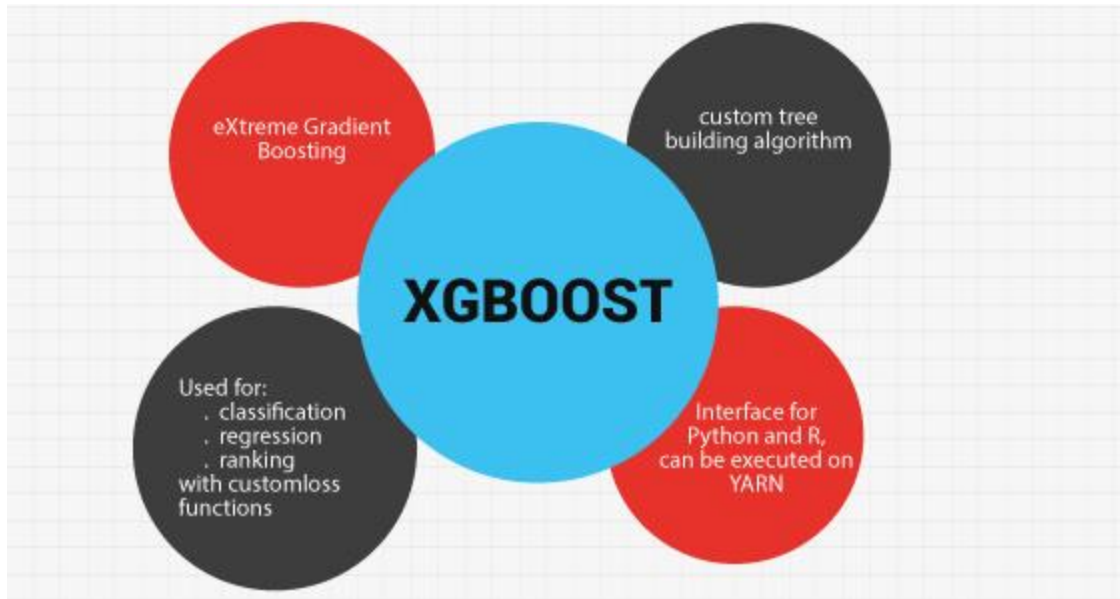 eXtreme Gradient
Boosting
custom tree
building algorithm
XGBOOST
Used for:
. classification
. regression
. ranking
with customloss
functions
Interface for
Python and R,
can be executed on
YARN